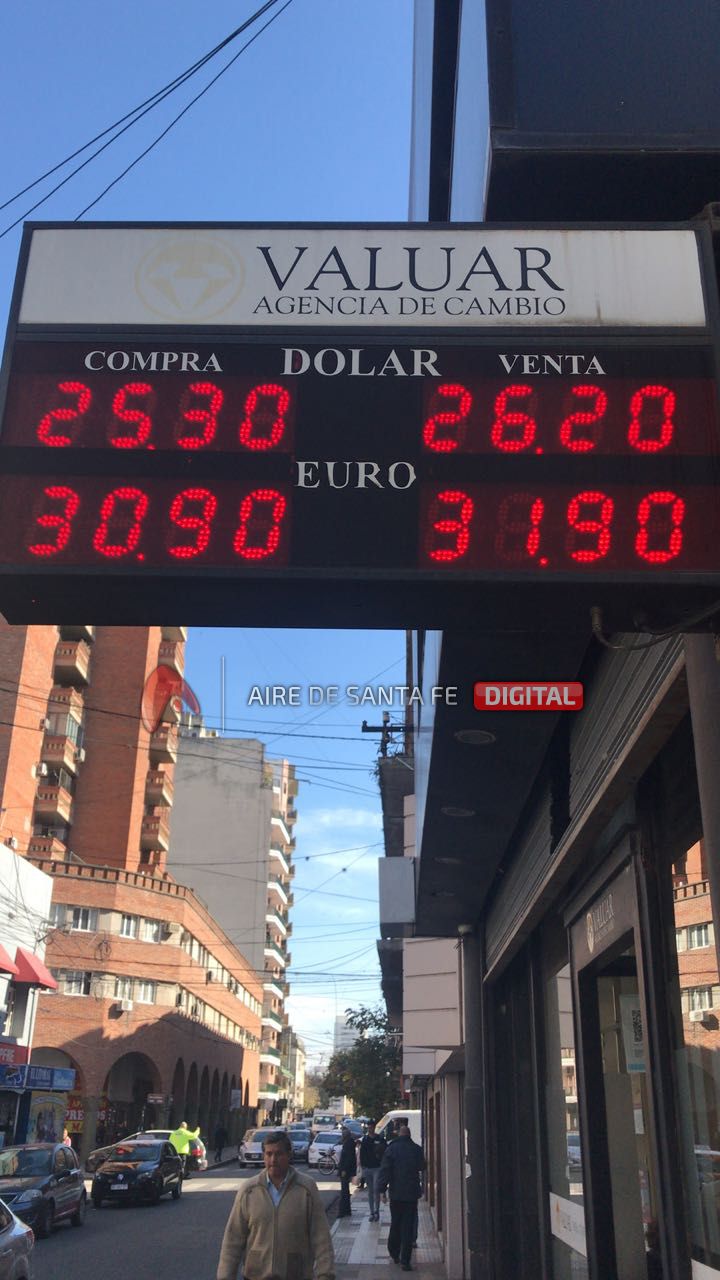 VALUAR
AGENCIA DE CAMBIO
COMPRA DOLAR VENTA
25.30 26.20
EURO
30.90 31.90
AIRE DE SANTA FE DIGITAL
VALUAR